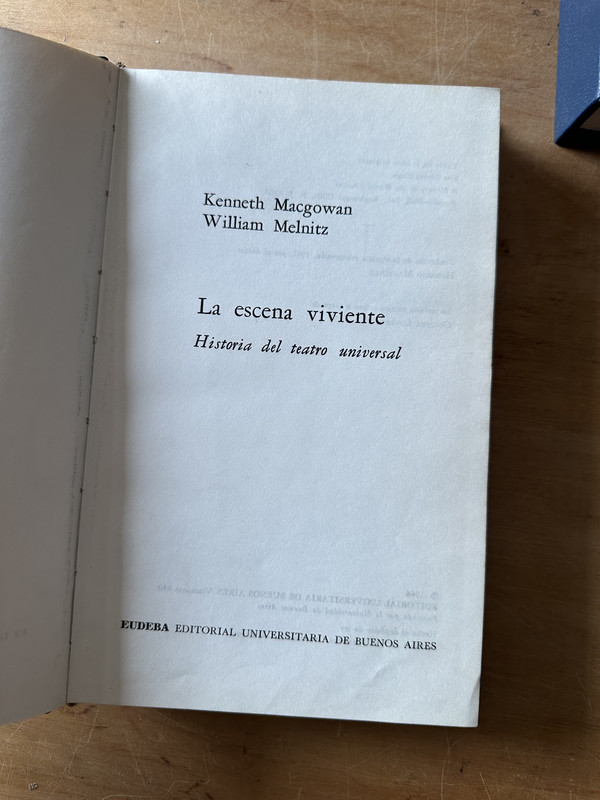 Kenneth Macgowan
William Melnitz
La escena viviente
Historia del teatro universal
EUDEBA EDITORIAL UNIVERSITARIA DE BUENOS AIRES